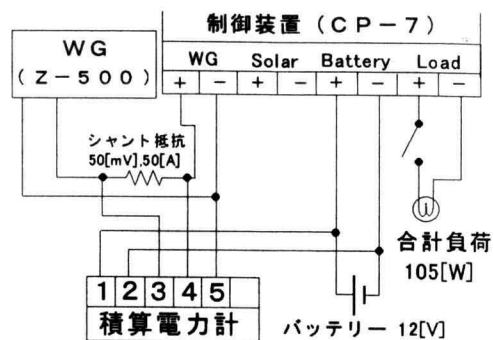 制御装置(CP-7)
WG
(Z-500)
WG Solar Battery Load
+ - + - + - + -
シャント抵抗
50[mV],50[A]
合計負荷
105[W]
1 2 3 4 5
積算電力計
バッテリー 12[V]